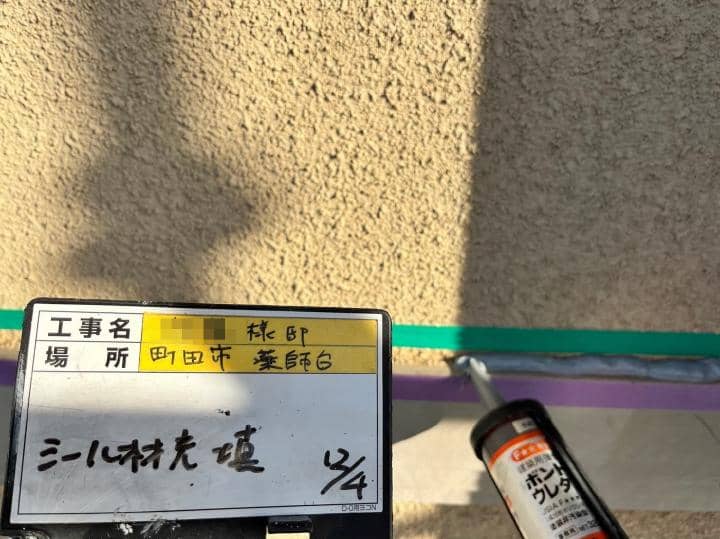 工事名 様邸
場所 町田市 薬師台
シール材充填
12/4
ボンド
ウレタ